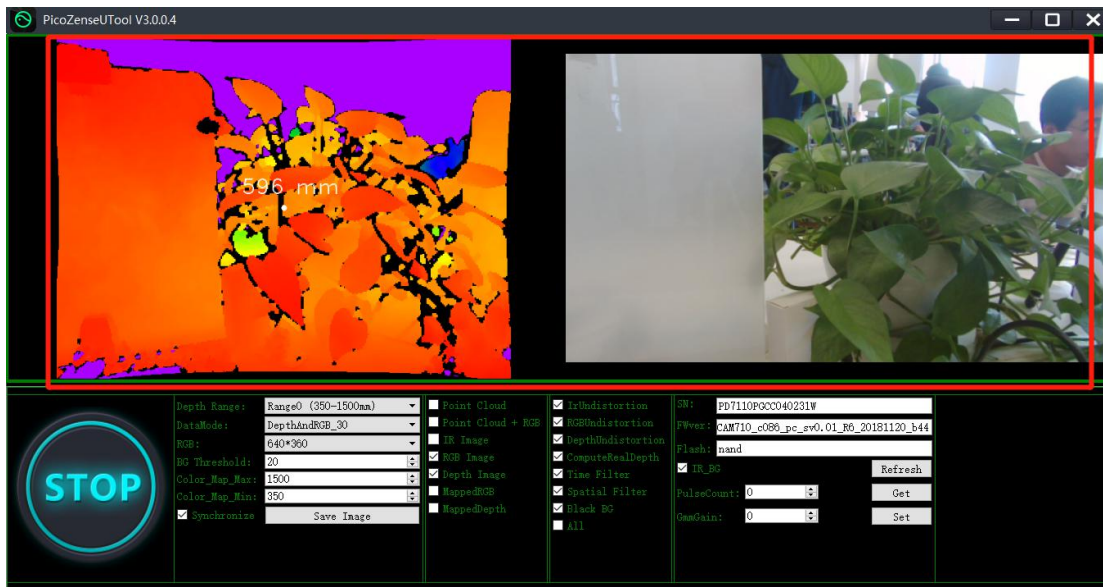 PicoZenseUTool V3.0.0.4
596 mm
STOP
Depth Range: Range0 (350-1500mm)
DataMode: DepthAndRGB_30
RGB: 640*360
BG Threshold: 20
Color_Map_Max: 1500
Color_Map_Min: 350
Synchronize
Save Image
Point Cloud
Point Cloud + RGB
IR Image
RGB Image
Depth Image
MappedRGB
MappedDepth
IrUndistortion
RGBUndistortion
DepthUndistortion
ComputeRealDepth
Time Filter
Spatial Filter
Black BG
All
SN: PD7110PGCC040231W
FWver: CAM710_c086_pc_sv0.01_R6_20181120_b44
Flash: nand
IR_BG Refresh
PulseCount: 0 Get
GmmGain: 0 Set